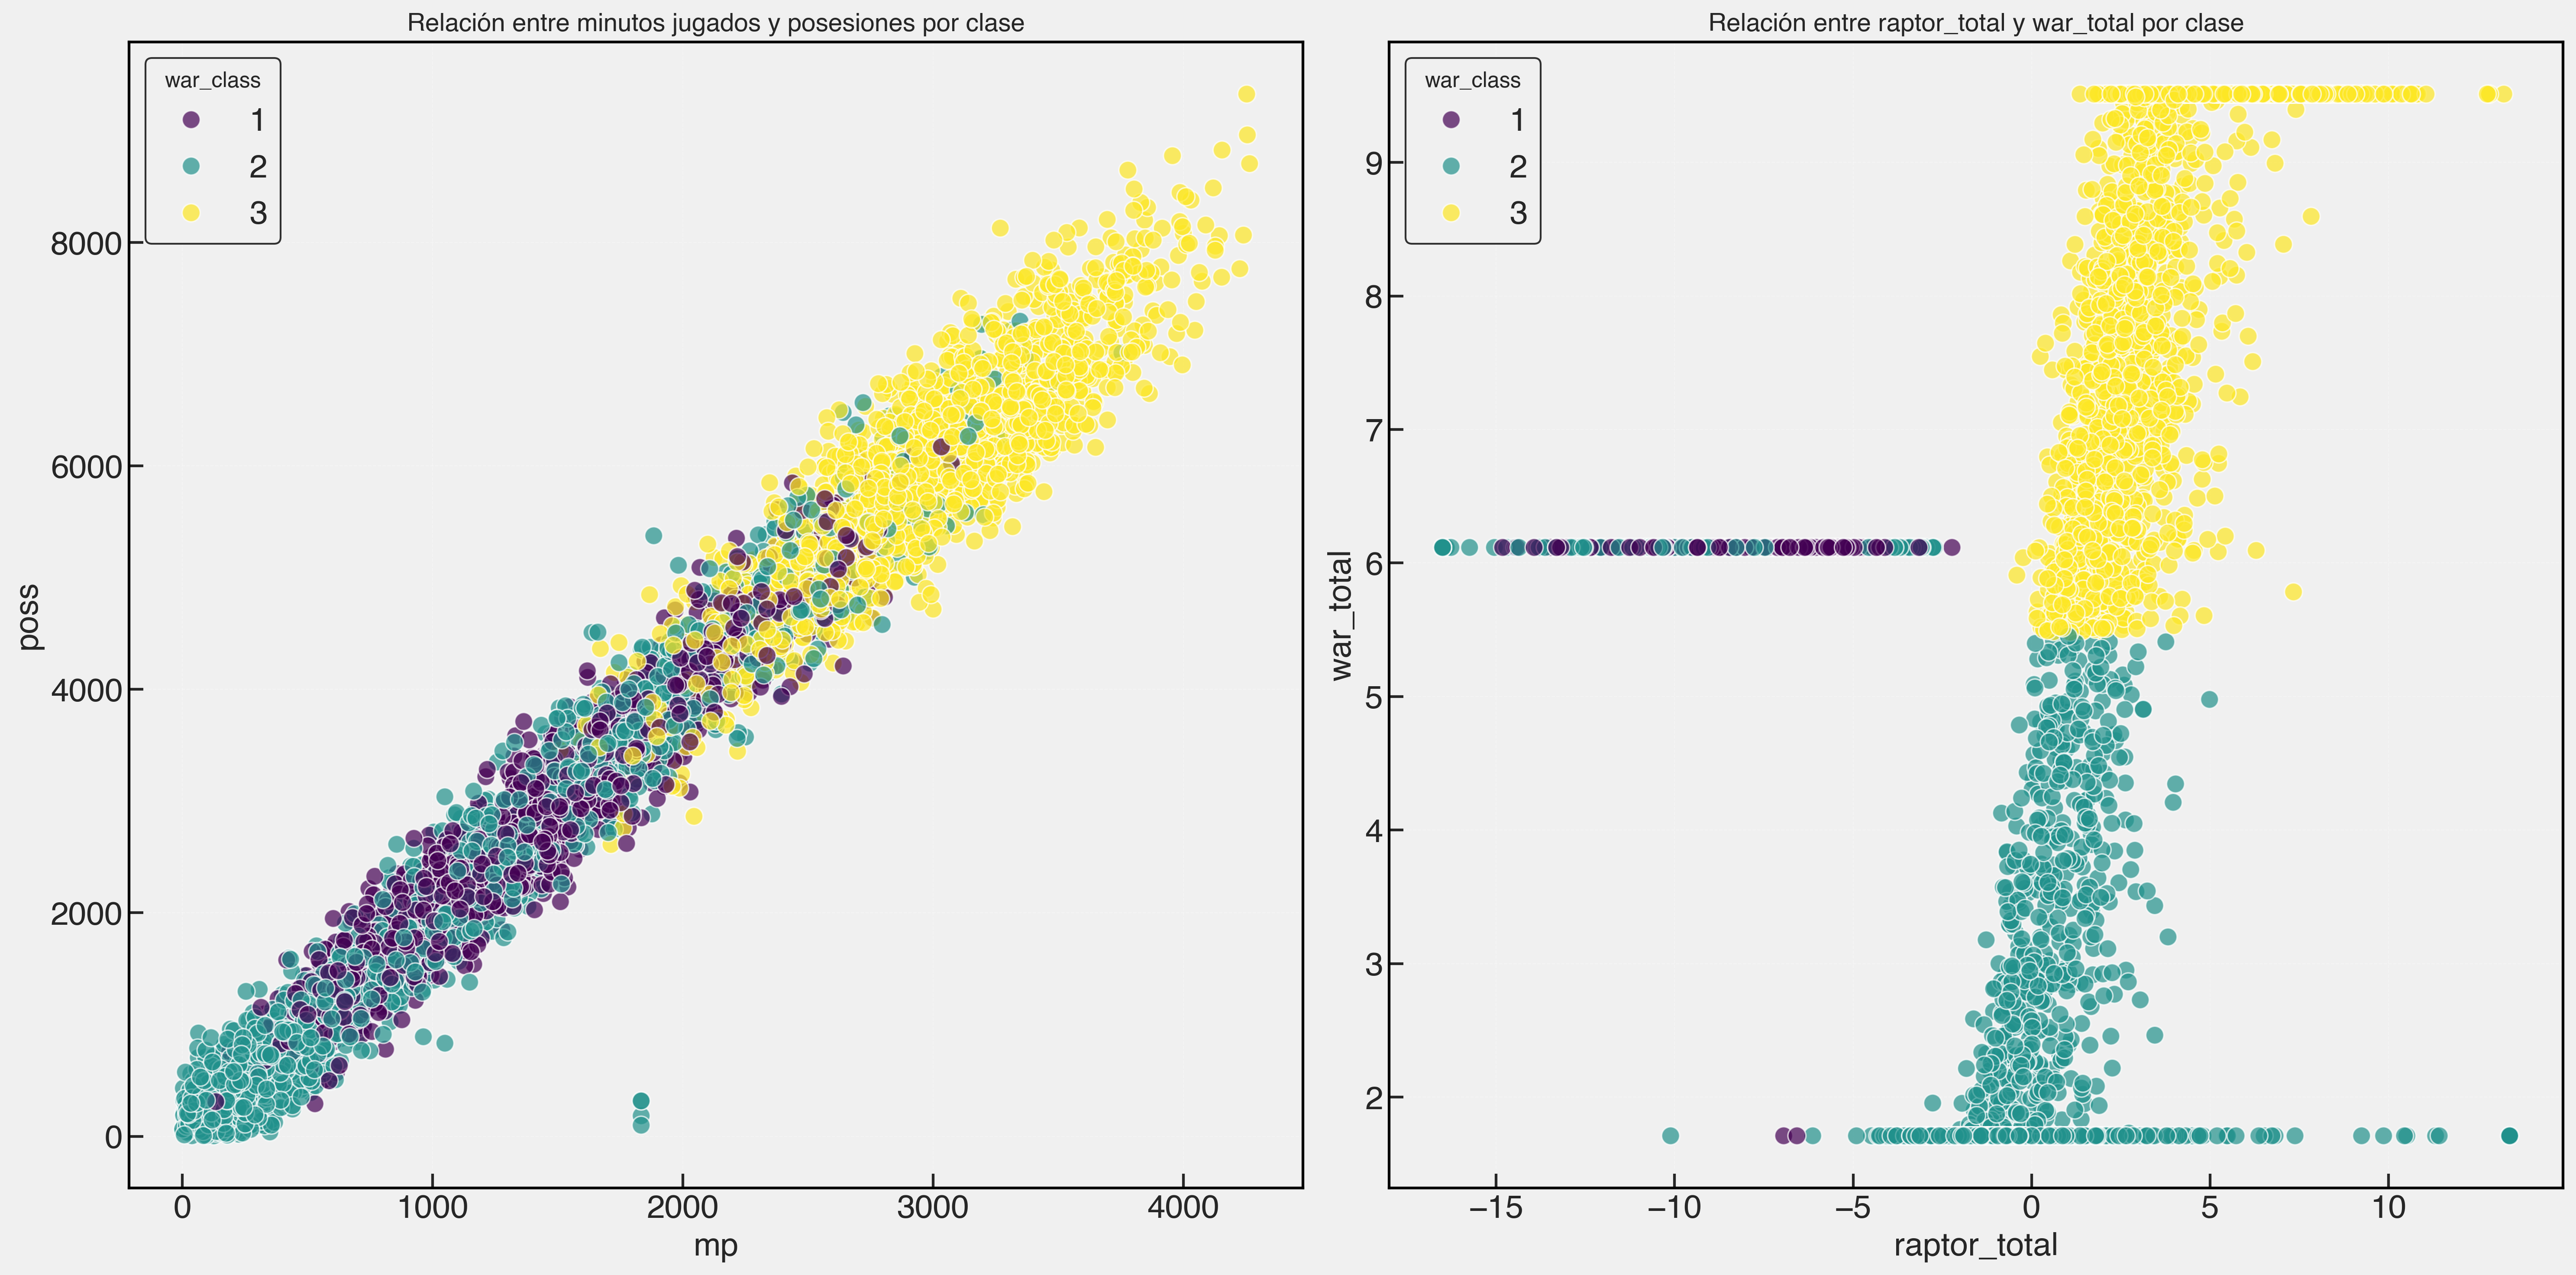 Relación entre minutos jugados y posesiones por clase
war_class
1
2
3
8000
6000
4000
2000
0
poss
0 1000 2000 3000 4000
mp
Relación entre raptor_total y war_total por clase
war_class
1
2
3
9
8
7
6
5
4
3
2
war_total
−15 −10 −5 0 5 10
raptor_total